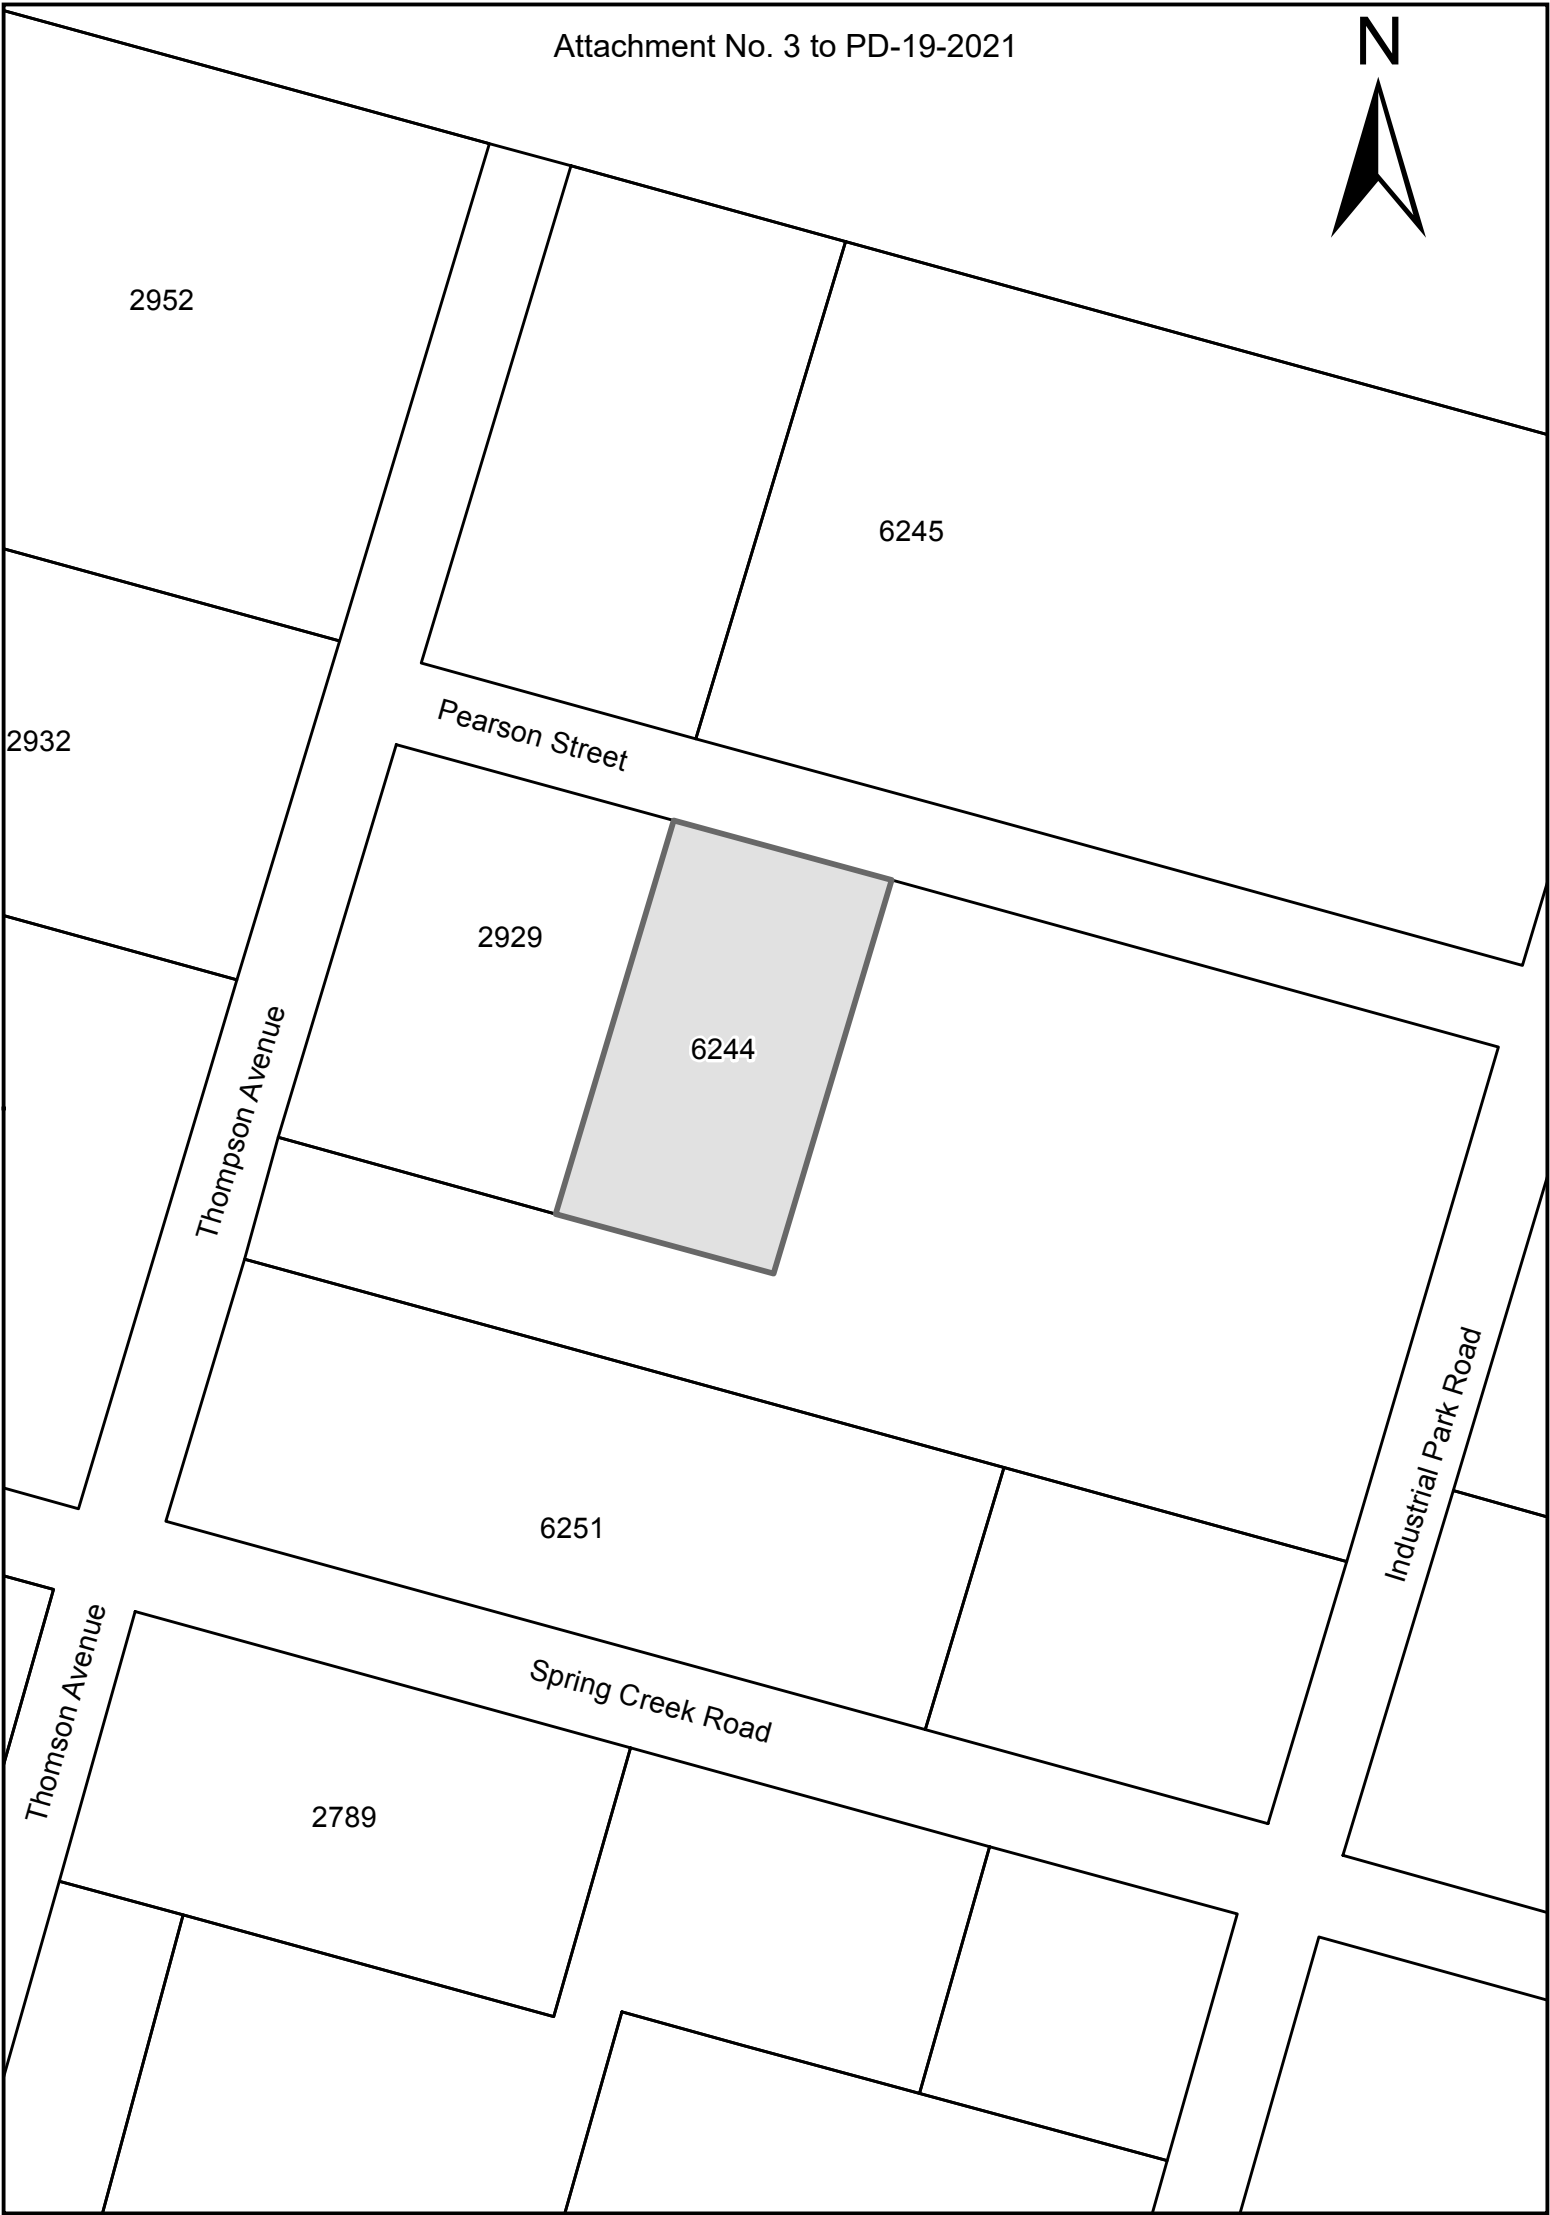 Attachment No. 3 to PD-19-2021
N
2952
6245
Pearson Street
2932
2929
6244
Thompson Avenue
Industrial Park Road
6251
Spring Creek Road
Thomson Avenue
2789